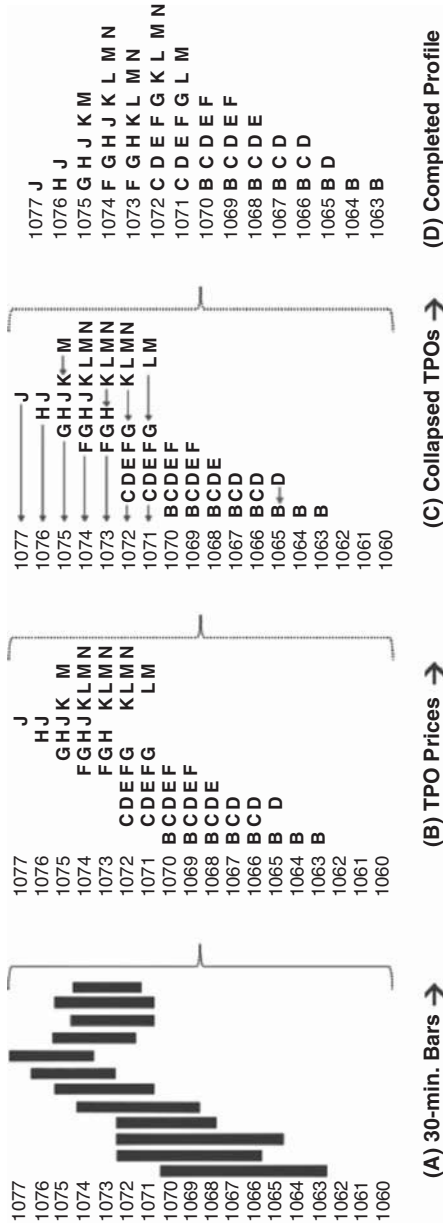 1077
1076
1075
1074
1073
1072
1071
1070
1069
1068
1067
1066
1065
1064
1063
1062
1061
1060
(A) 30-min. Bars →
1077 J
1076 H J
1075 G H J K M
1074 F G H J K L M N
1073 F G H K L M N
1072 C D E F G K L M N
1071 C D E F G L M
1070 B C D E F
1069 B C D E F
1068 B C D E
1067 B C D
1066 B C D
1065 B D
1064 B
1063 B
1062
1061
1060
(B) TPO Prices →
1077 ← J
1076 ← H J
1075 ← G H J K ← M
1074 ← F G H J K L M N
1073 ← F G H ← K L M N
1072 ← C D E F G ← K L M N
1071 ← C D E F G ← L M
1070 B C D E F
1069 B C D E F
1068 B C D E
1067 B C D
1066 B C D
1065 B ← D
1064 B
1063 B
1062
1061
1060
(C) Collapsed TPOs →
1077 J
1076 H J
1075 G H J K M
1074 F G H J K L M N
1073 F G H K L M N
1072 C D E F G K L M N
1071 C D E F G L M
1070 B C D E F
1069 B C D E F
1068 B C D E
1067 B C D
1066 B C D
1065 B D
1064 B
1063 B
(D) Completed Profile